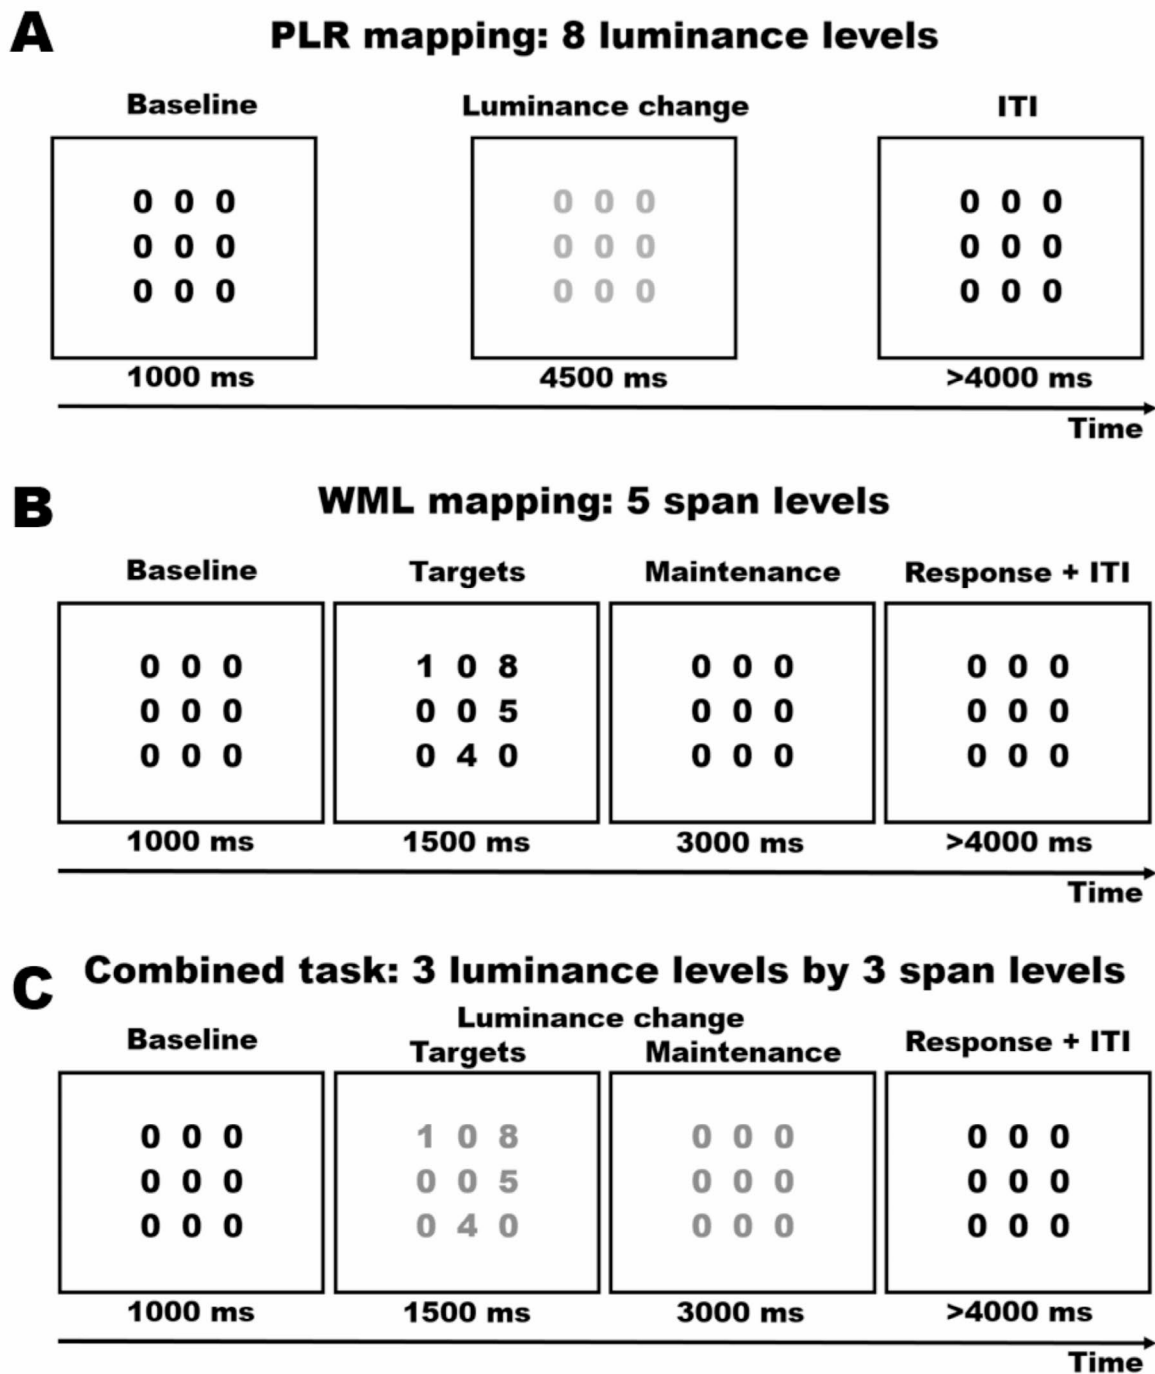 A
PLR mapping: 8 luminance levels
Baseline Luminance change ITI
0 0 0 0 0 0 0 0 0
0 0 0 0 0 0 0 0 0
0 0 0 0 0 0 0 0 0
1000 ms 4500 ms >4000 ms
Time
B
WML mapping: 5 span levels
Baseline Targets Maintenance Response + ITI
0 0 0 1 0 8 0 0 0 0 0 0
0 0 0 0 0 5 0 0 0 0 0 0
0 0 0 0 4 0 0 0 0 0 0 0
1000 ms 1500 ms 3000 ms >4000 ms
Time
C
Combined task: 3 luminance levels by 3 span levels
Luminance change
Baseline Targets Maintenance Response + ITI
0 0 0 1 0 8 0 0 0 0 0 0
0 0 0 0 0 5 0 0 0 0 0 0
0 0 0 0 4 0 0 0 0 0 0 0
1000 ms 1500 ms 3000 ms >4000 ms
Time